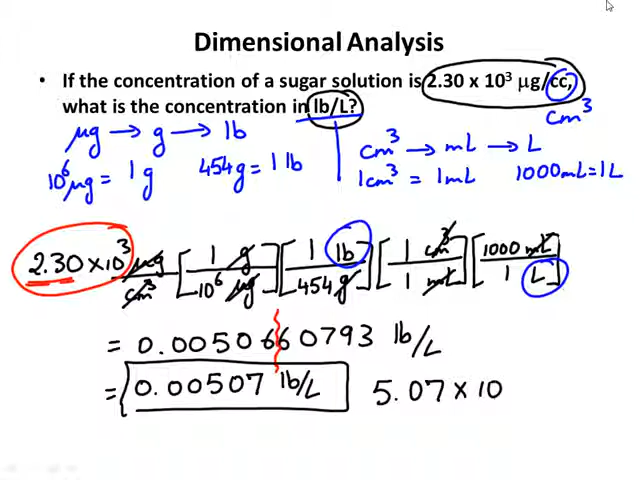 Dimensional Analysis
• If the concentration of a sugar solution is 2.30 x 10³ μg/cc,
what is the concentration in lb/L?
cm³
μg → g → lb
cm³ → mL → L
10⁶μg = 1g
454g = 1 lb
1cm³ = 1mL
1000mL=1L
2.30 × 10³ μg/cm³ [1 g/10⁶ μg] [1 lb/454 g] [1 cm³/1 mL] [1000 mL/1 L]
= 0.0050660793 lb/L
= 0.00507 lb/L
5.07 × 10